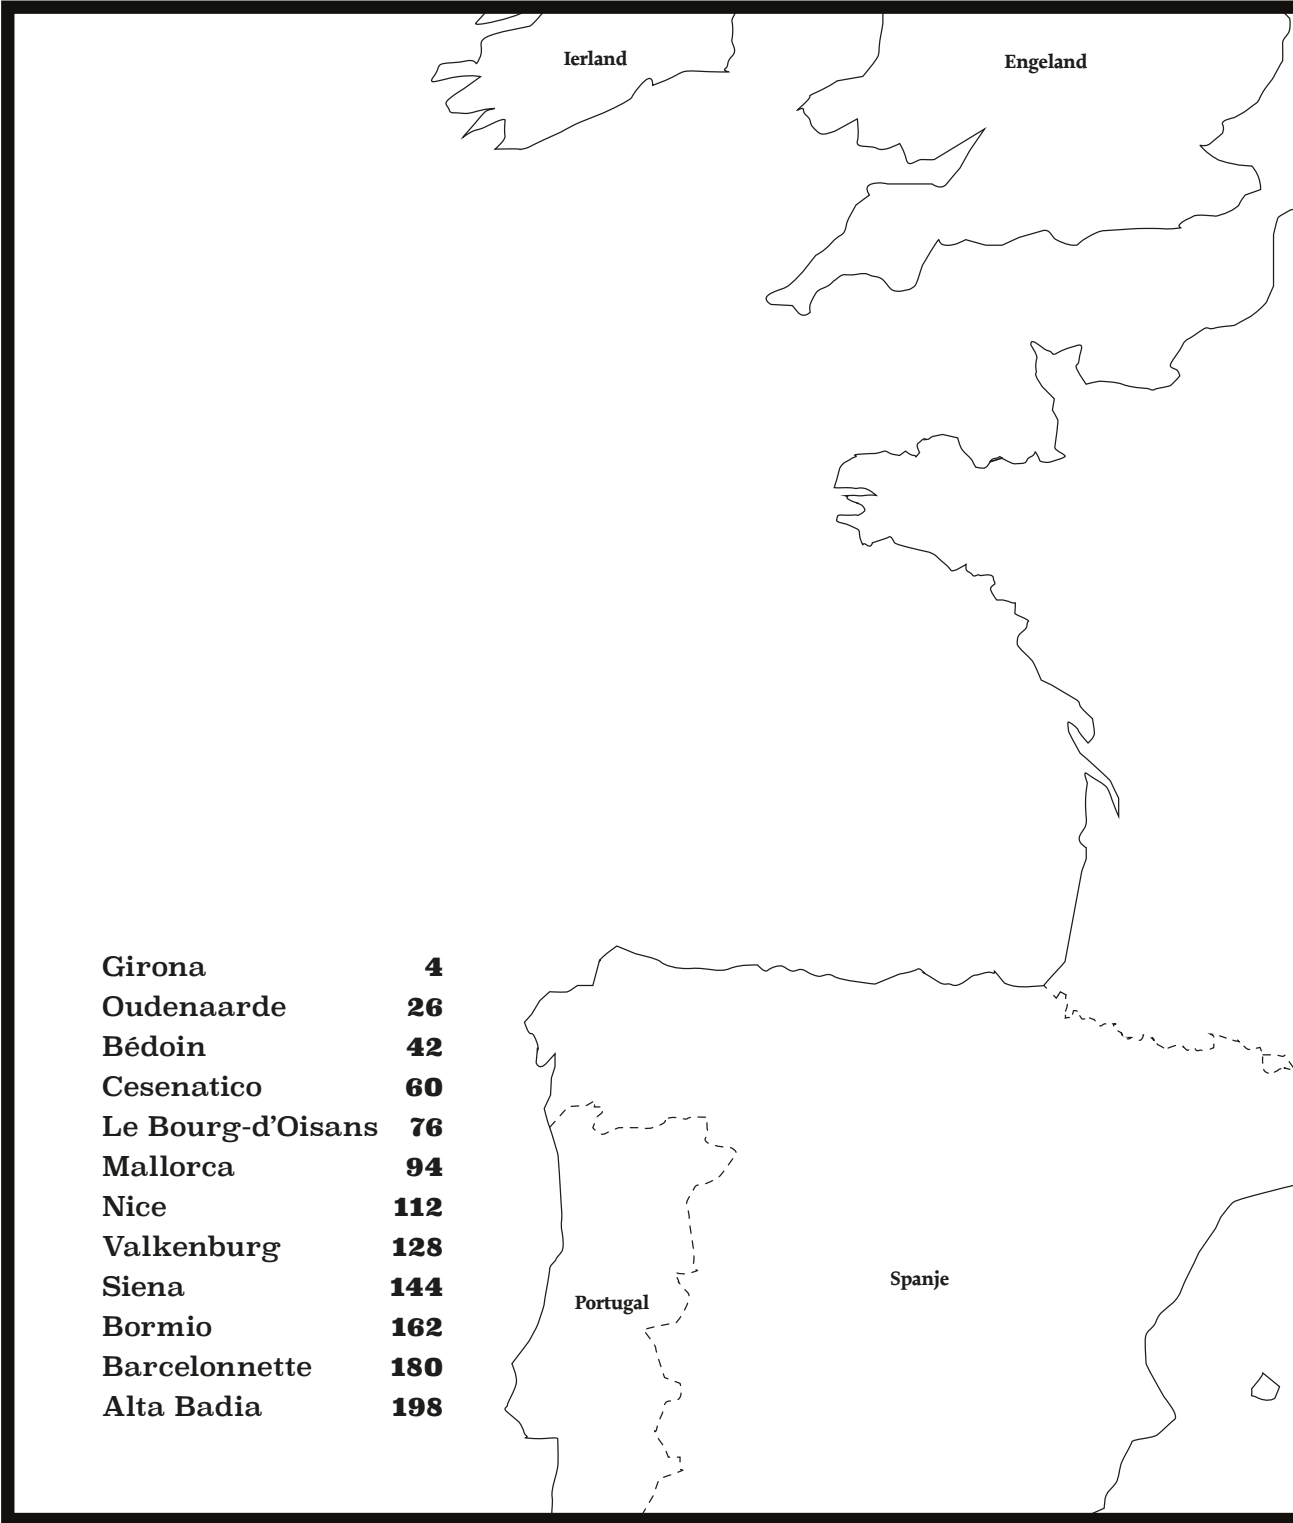 Ierland
Engeland
Girona 4
Oudenaarde 26
Bédoin 42
Cesenatico 60
Le Bourg-d’Oisans 76
Mallorca 94
Nice 112
Valkenburg 128
Siena 144
Bormio 162
Barcelonnette 180
Alta Badia 198
Spanje
Portugal